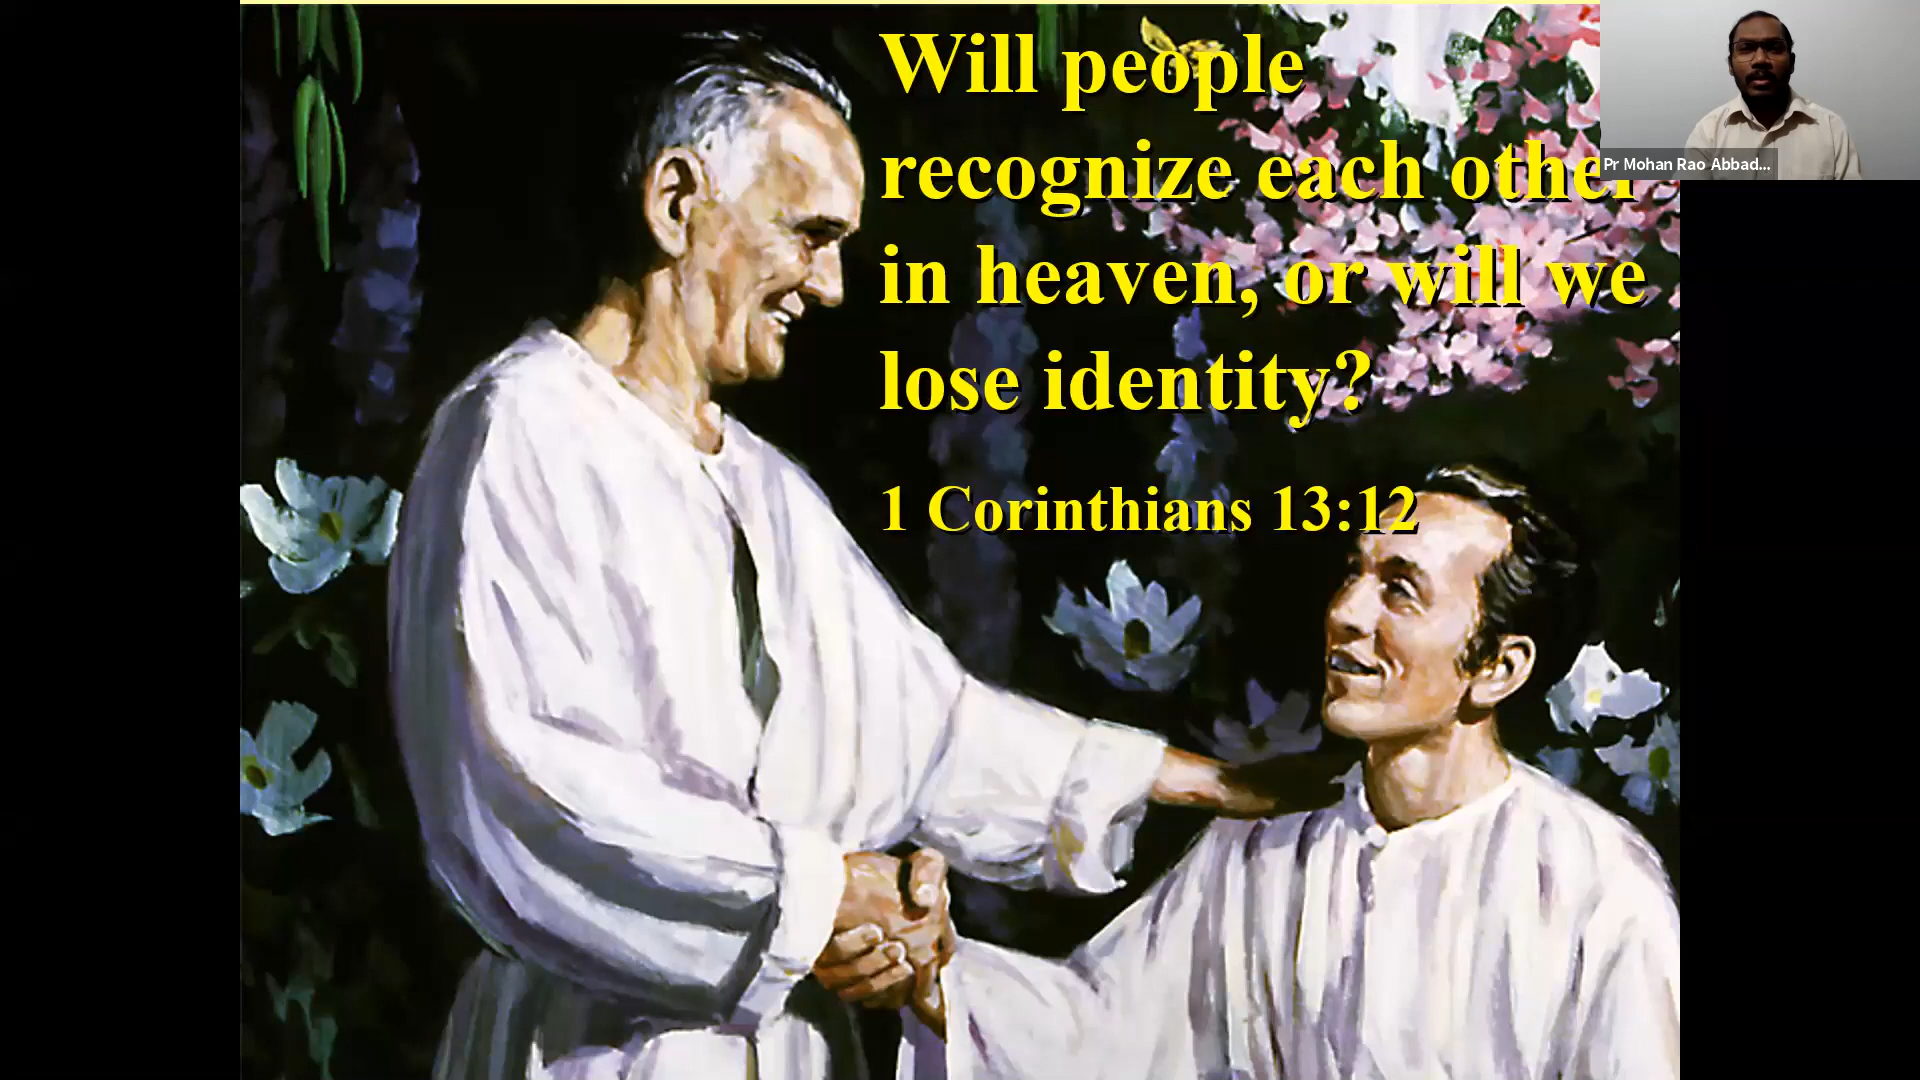 Will people
recognize each other
in heaven, or will we
lose identity?
1 Corinthians 13:12
Pr Mohan Rao Abbad...